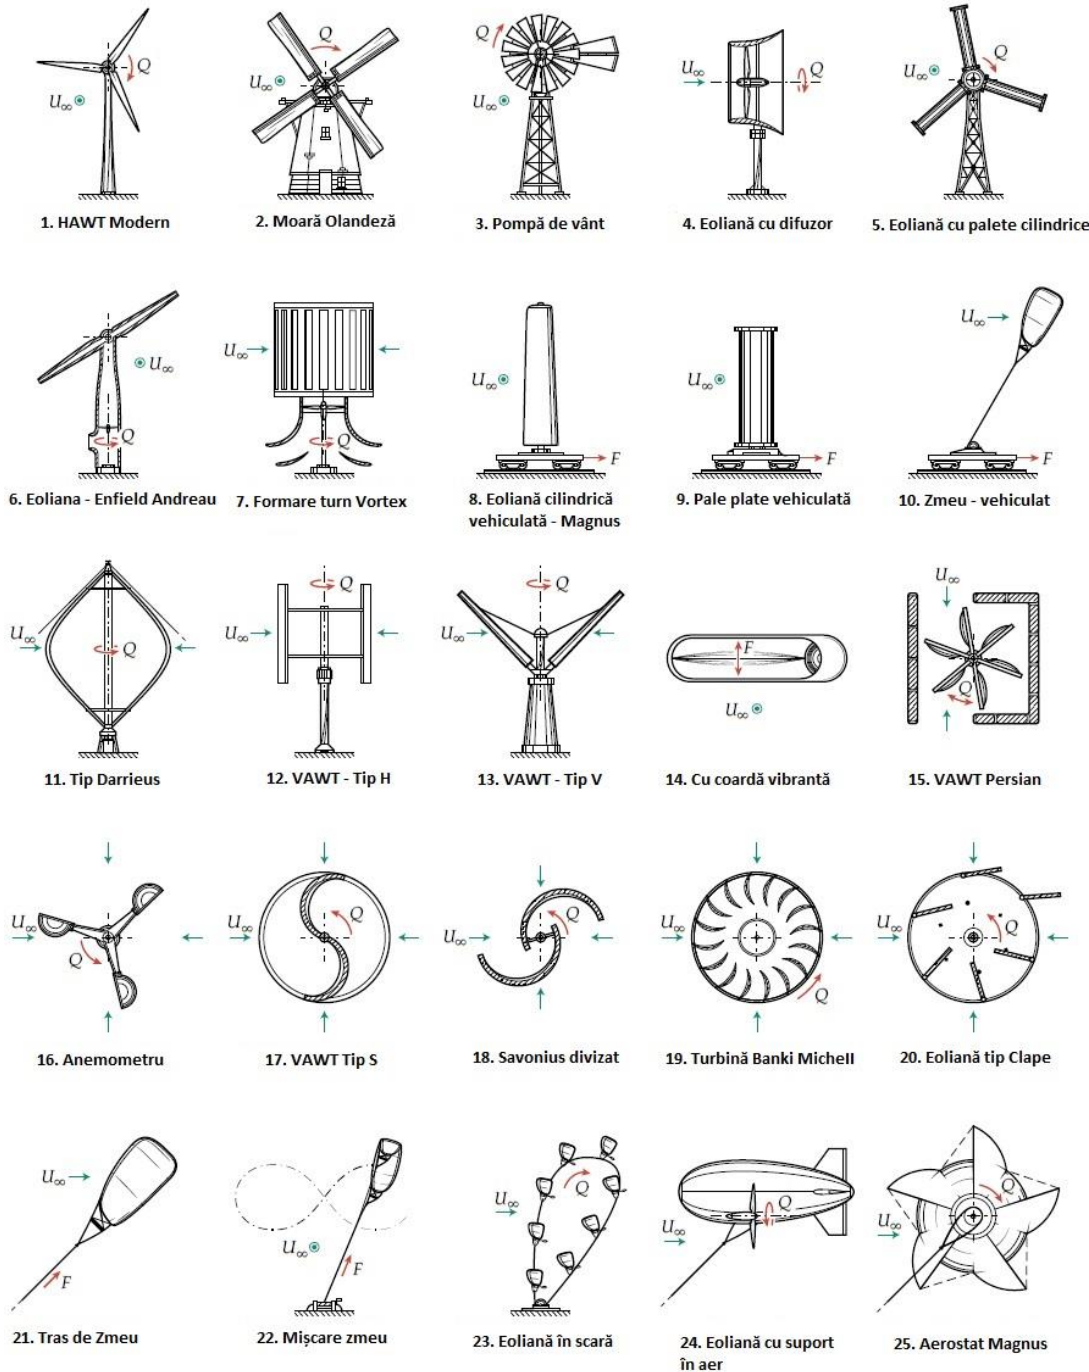 Q
U∞
1. HAWT Modern
Q
U∞
2. Moară Olandeză
Q
U∞
3. Pompă de vânt
U∞
Q
4. Eoliană cu difuzor
U∞
Q
5. Eoliană cu palete cilindrice
U∞
Q
6. Eoliana - Enfield Andreau
U∞
Q
7. Formare turn Vortex
U∞
F
8. Eoliană cilindrică
vehiculată - Magnus
U∞
F
9. Pale plate vehiculată
U∞
F
10. Zmeu - vehiculat
U∞
Q
11. Tip Darrieus
Q
U∞
12. VAWT - Tip H
Q
U∞
13. VAWT - Tip V
F
U∞
14. Cu coardă vibrantă
U∞
Q
15. VAWT Persian
U∞
Q
16. Anemometru
U∞
Q
17. VAWT Tip S
U∞
Q
18. Savonius divizat
U∞
Q
19. Turbină Banki Michell
U∞
Q
20. Eoliană tip Clape
U∞
F
21. Tras de Zmeu
U∞
F
22. Mișcare zmeu
U∞
Q
23. Eoliană în scară
U∞
Q
24. Eoliană cu suport
în aer
U∞
Q
25. Aerostat Magnus